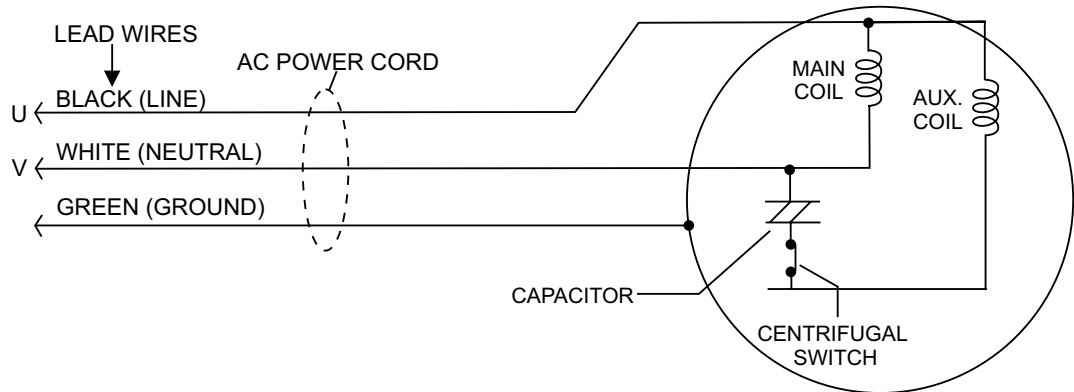 LEAD WIRES
AC POWER CORD
U
BLACK (LINE)
V
WHITE (NEUTRAL)
GREEN (GROUND)
MAIN
COIL
AUX.
COIL
CAPACITOR
CENTRIFUGAL
SWITCH